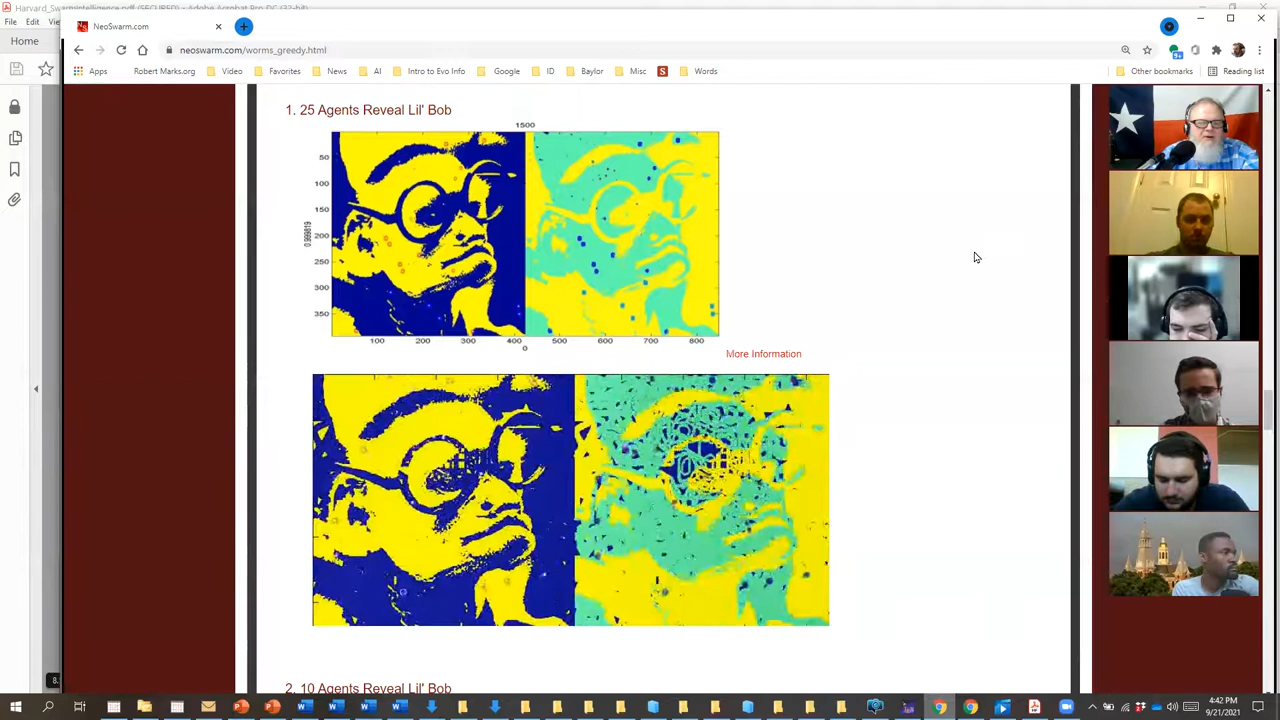 Harvard_SwarmIntelligence.pdf (SECURED) - Adobe Acrobat Pro DC (32-bit)
File Edit
NeoSwarm.com
neoswarm.com/worms_greedy.html
Home
Apps Robert Marks.org Video Favorites News AI Intro to Evo Info Google ID Baylor Misc S Words Other bookmarks Reading list
1. 25 Agents Reveal Lil' Bob
1500
50
100
150
200
250
300
350
0.999819
100 200 300 400 500 600 700 800
0
More Information
2. 10 Agents Reveal Lil' Bob
4:42 PM
9/21/2021